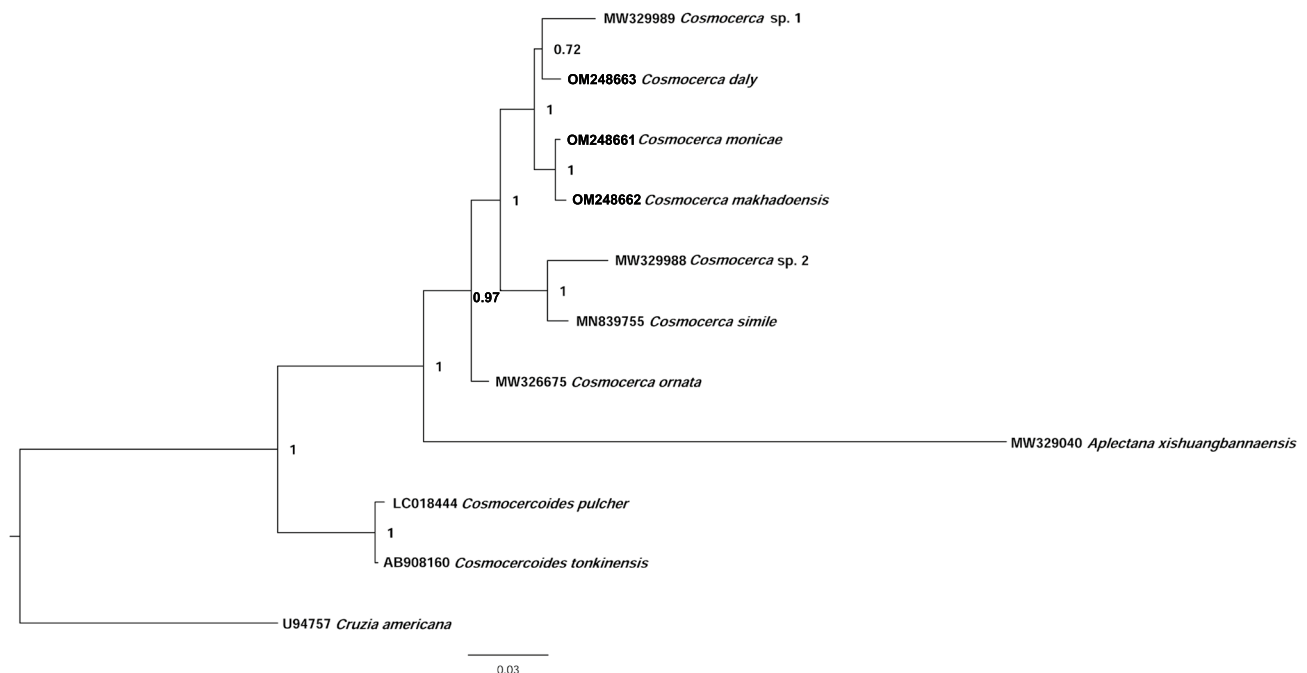 MW329989 Cosmocerca sp. 1
0.72
OM248663 Cosmocerca daly
1
OM248661 Cosmocerca monicae
1
OM248662 Cosmocerca makhadoensis
1
MW329988 Cosmocerca sp. 2
1
0.97
MN839755 Cosmocerca simile
1
MW326675 Cosmocerca ornata
MW329040 Aplectana xishuangbannaensis
1
LC018444 Cosmocercoides pulcher
1
AB908160 Cosmocercoides tonkinensis
U94757 Cruzia americana
0.03